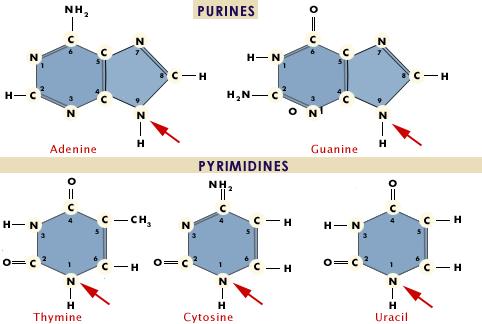 PURINES
NH2 O
C N C N
N 1 6 5 7 H N 1 6 5 7
C C
8 C H 8 C H
H C 2 3 4 C 9 H2N C 2 3 4 C 9
N N O N I N
H H
Adenine Guanine
PYRIMIDINES
O NH2 O
C C C
4 4 4
H N 3 5 C CH3 N 3 5 C H H N 3 5 C H
O C 2 1 6 C H O C 2 1 6 C H O C 2 1 6 C H
N N N
H H H
Thymine Cytosine Uracil